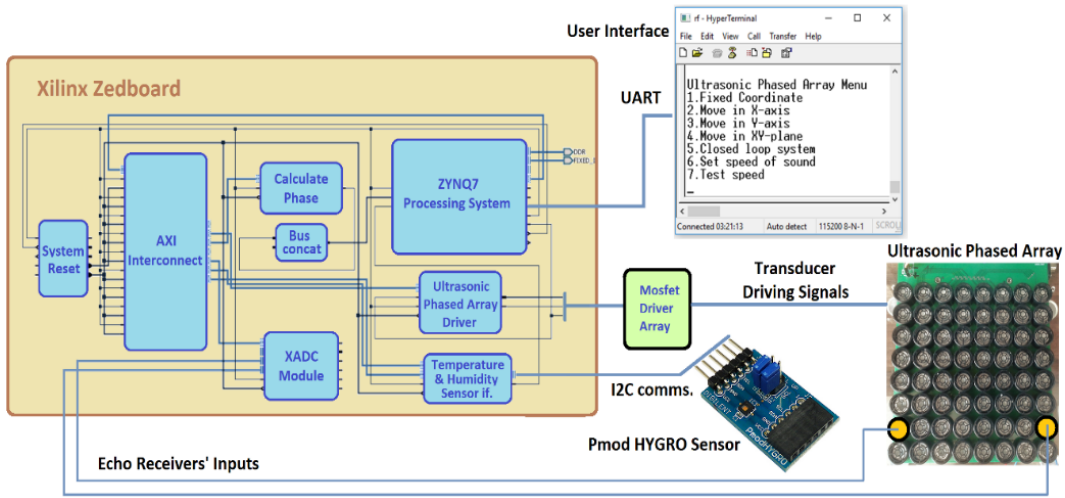 User Interface
rf - HyperTerminal
File Edit View Call Transfer Help
Ultrasonic Phased Array Menu
1.Fixed Coordinate
2.Move in X-axis
3.Move in Y-axis
4.Move in XY-plane
5.Closed loop system
6.Set speed of sound
7.Test speed
Connected 03:21:13 Auto detect 115200 8-N-1 SCROLL
UART
Xilinx Zedboard
System
Reset
AXI
Interconnect
Calculate
Phase
Bus
concat
ZYNQ7
Processing System
DDR
FIXED_I
Ultrasonic
Phased Array
Driver
XADC
Module
Temperature
& Humidity
Sensor if.
Mosfet
Driver
Array
Transducer
Driving Signals
Ultrasonic Phased Array
I2C comms.
Pmod HYGRO Sensor
PmodHYGRO
Echo Receivers' Inputs